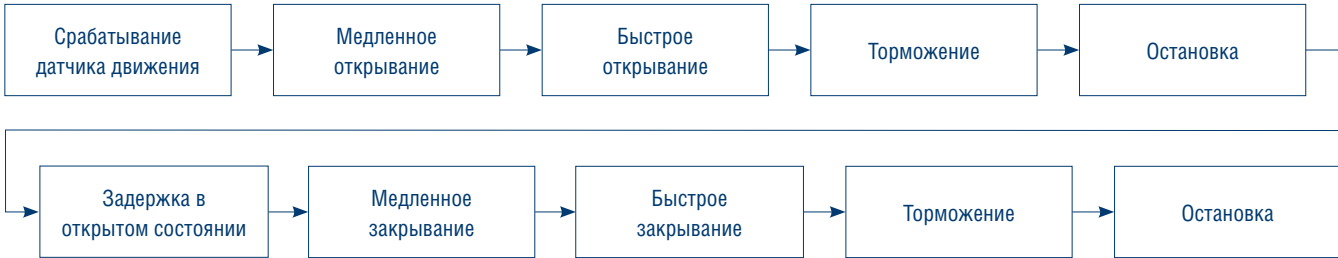 Срабатывание
датчика движения
Медленное
открывание
Быстрое
открывание
Торможение
Остановка
Задержка в
открытом состоянии
Медленное
закрывание
Быстрое
закрывание
Торможение
Остановка